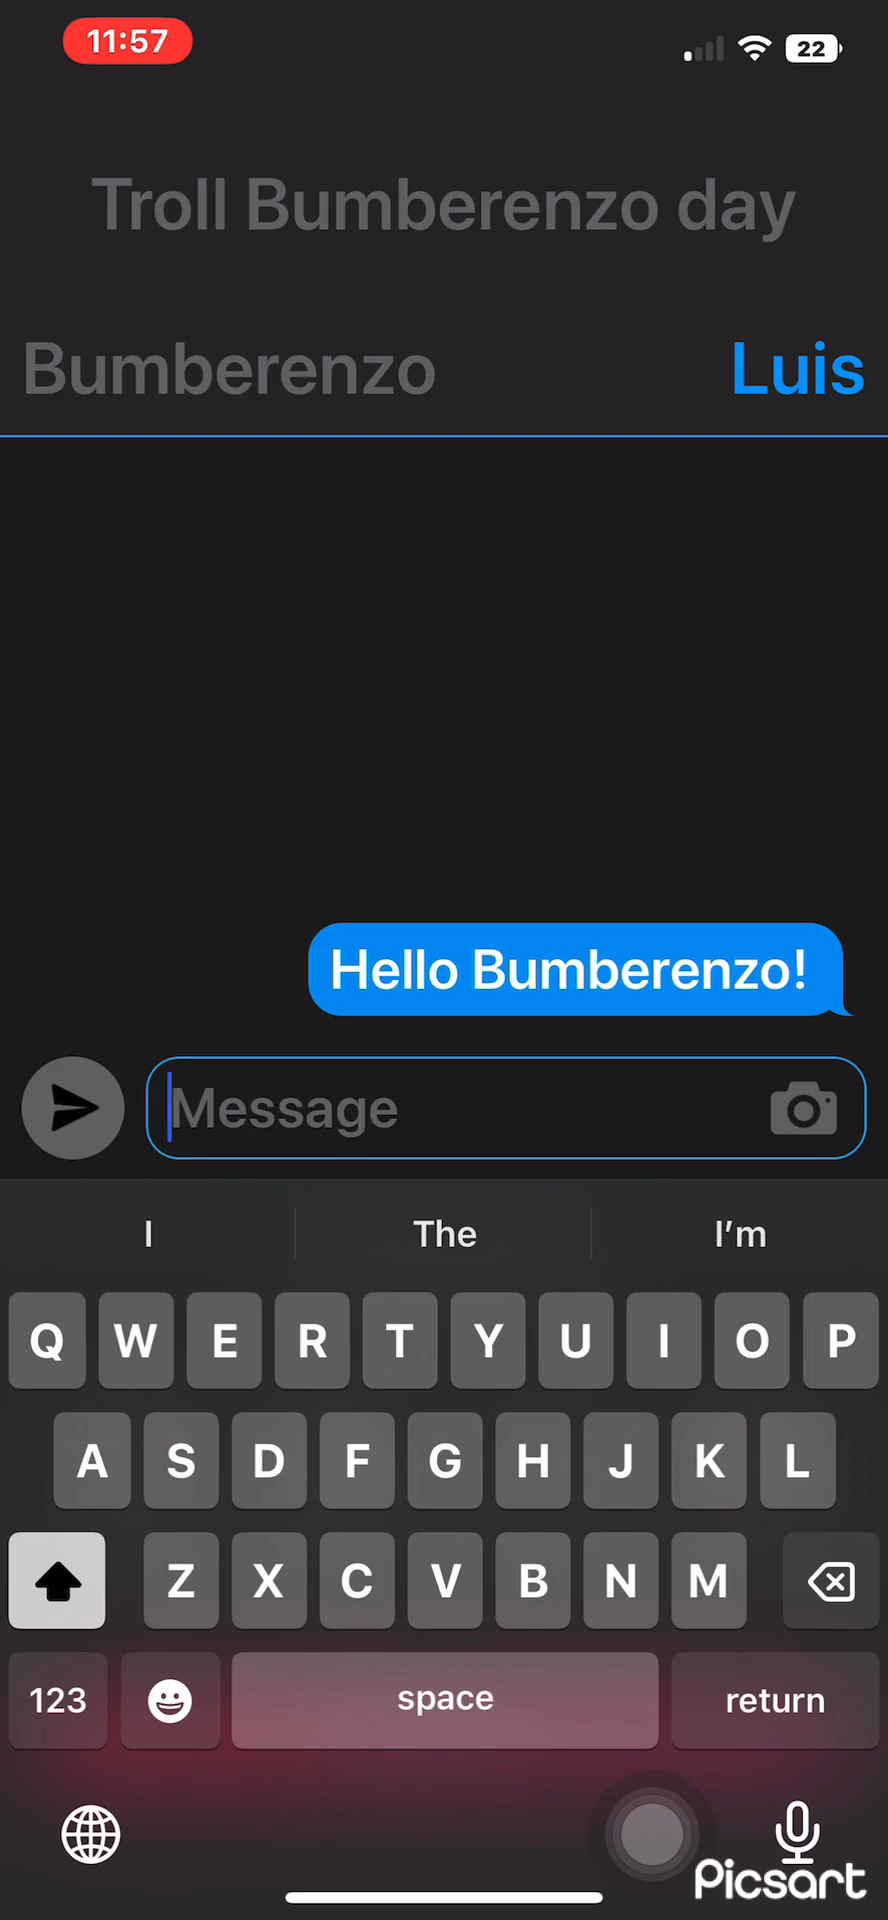 11:57
22
Troll Bumberenzo day
Bumberenzo Luis
Hello Bumberenzo!
Message
I The I’m
Q W E R T Y U I O P
A S D F G H J K L
Z X C V B N M
123 space return
Picsart